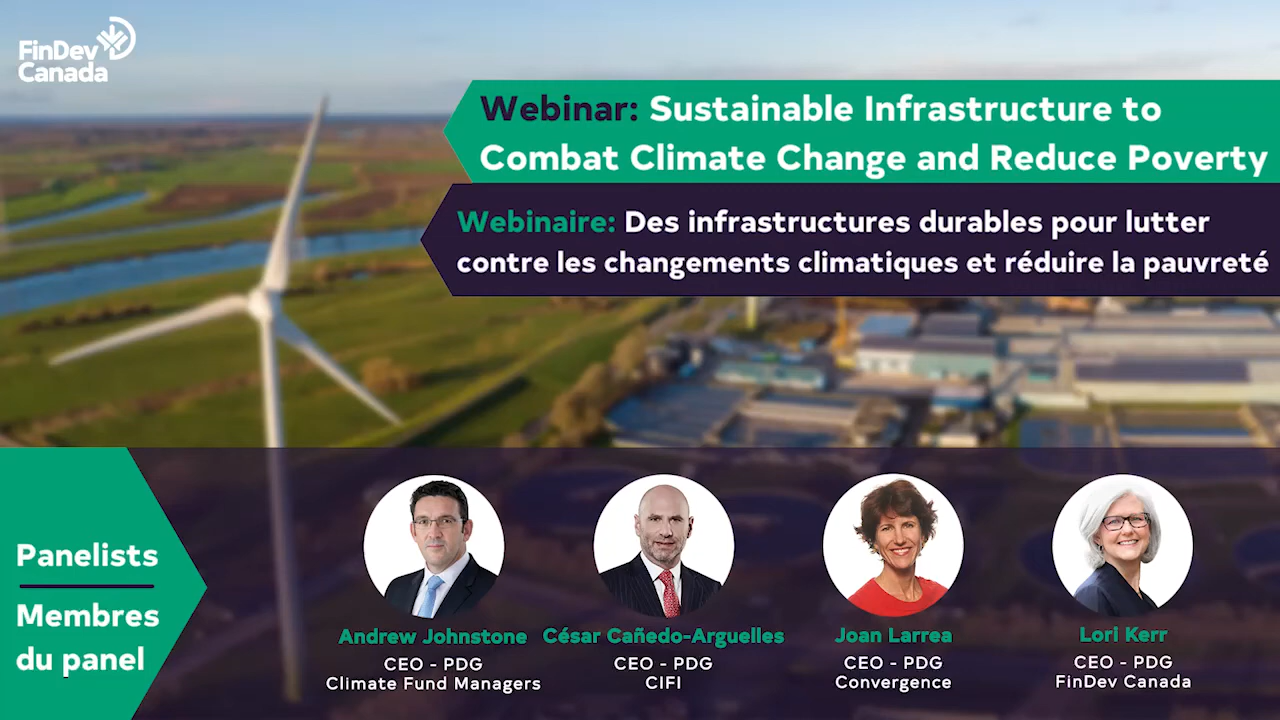 FinDev
Canada
Webinar: Sustainable Infrastructure to
Combat Climate Change and Reduce Poverty
Webinaire: Des infrastructures durables pour lutter
contre les changements climatiques et réduire la pauvreté
Panelists
Membres
du panel
Andrew Johnstone
CEO - PDG
Climate Fund Managers
César Cañedo-Arguelles
CEO - PDG
CIFI
Joan Larrea
CEO - PDG
Convergence
Lori Kerr
CEO - PDG
FinDev Canada